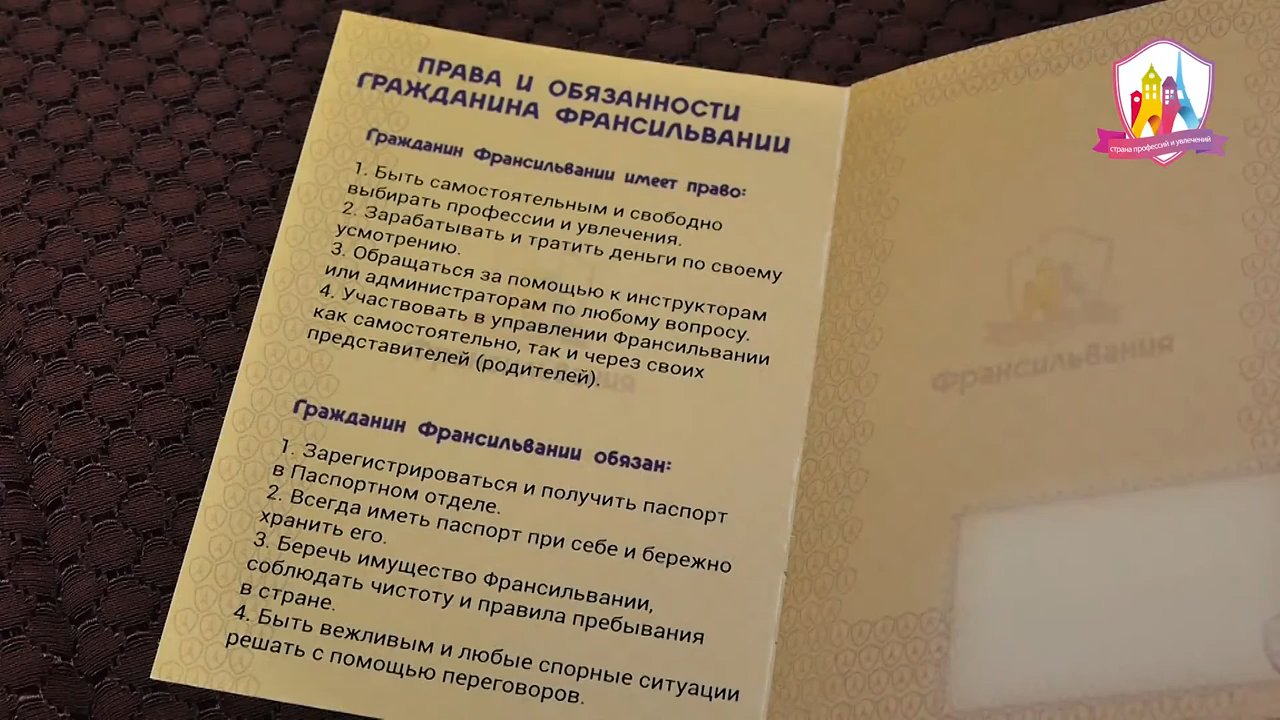 ПРАВА И ОБЯЗАННОСТИ
ГРАЖДАНИНА ФРАНСИЛЬВАНИИ
Гражданин Франсильвании имеет право:
1. Быть самостоятельным и свободно
выбирать профессии и увлечения.
2. Зарабатывать и тратить деньги по своему
усмотрению.
3. Обращаться за помощью к инструкторам
или администраторам по любому вопросу.
4. Участвовать в управлении Франсильвании
как самостоятельно, так и через своих
представителей (родителей).
Гражданин Франсильвании обязан:
1. Зарегистрироваться и получить паспорт
в Паспортном отделе.
2. Всегда иметь паспорт при себе и бережно
хранить его.
3. Беречь имущество Франсильвании,
соблюдать чистоту и правила пребывания
в стране.
4. Быть вежливым и любые спорные ситуации
решать с помощью переговоров.
страна профессий и увлечений
Франсильвания